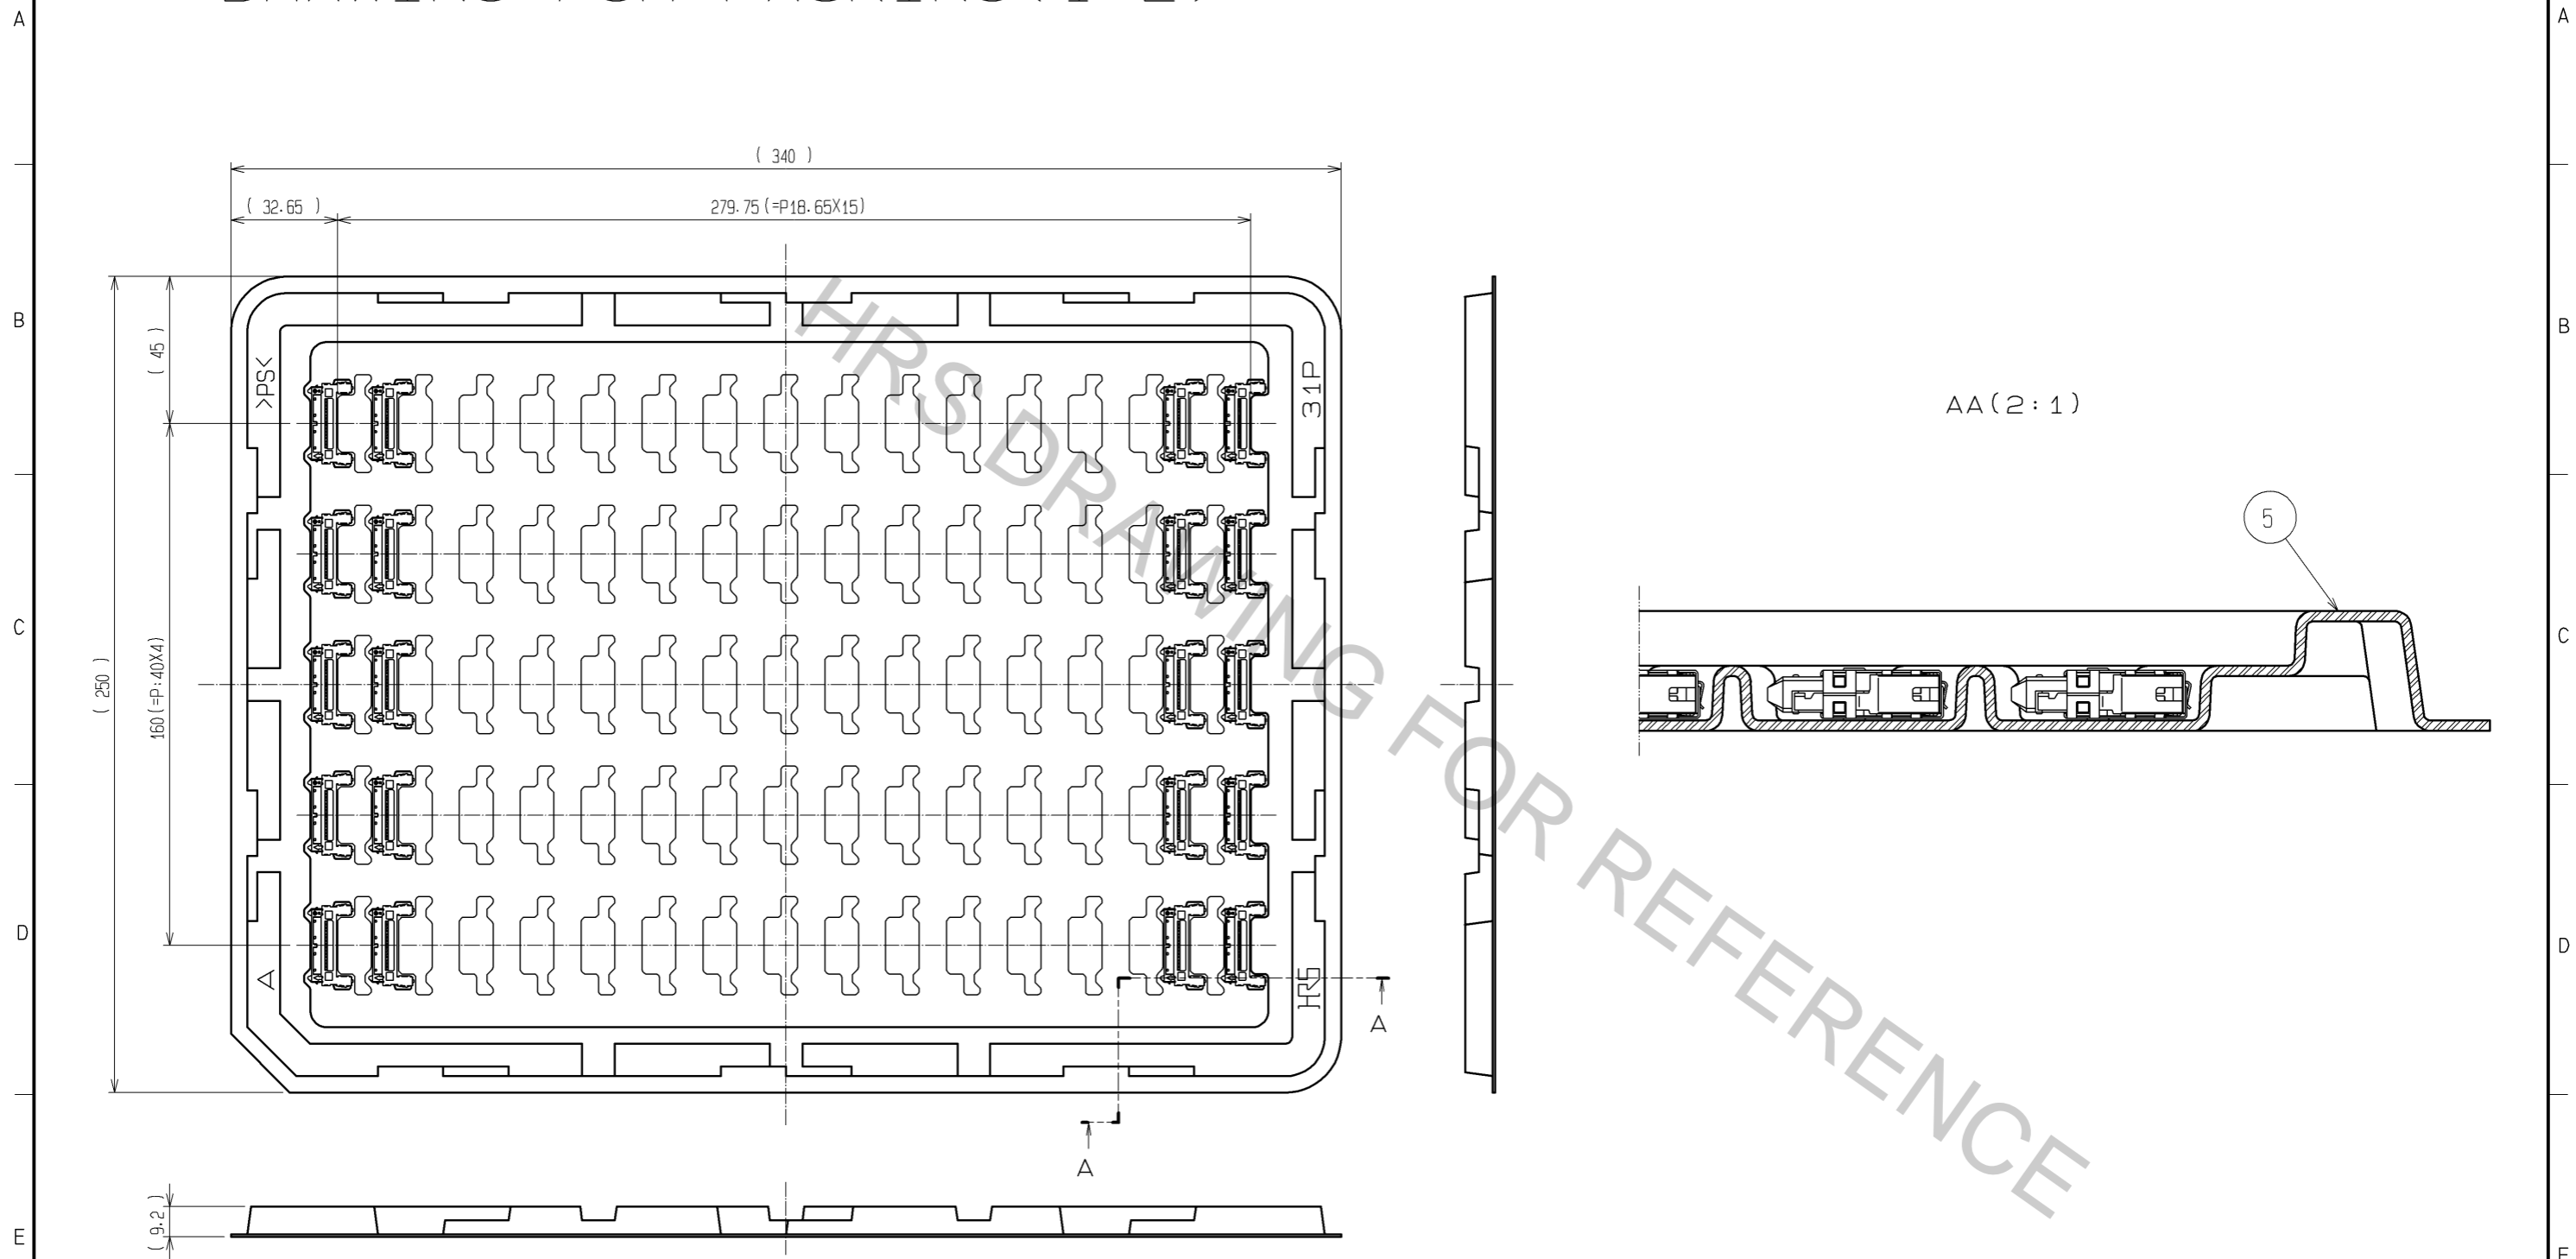 A
A
( 340 )
( 32.65 )
279.75(=P18.65X15)
B
B
( 45 )
>PS<
31P
HRS DRAWING FOR REFERENCE
AA(2:1)
5
C
C
( 250 )
160(=P:40X4)
D
D
A
HRS
A
A
( 9.2 )
E